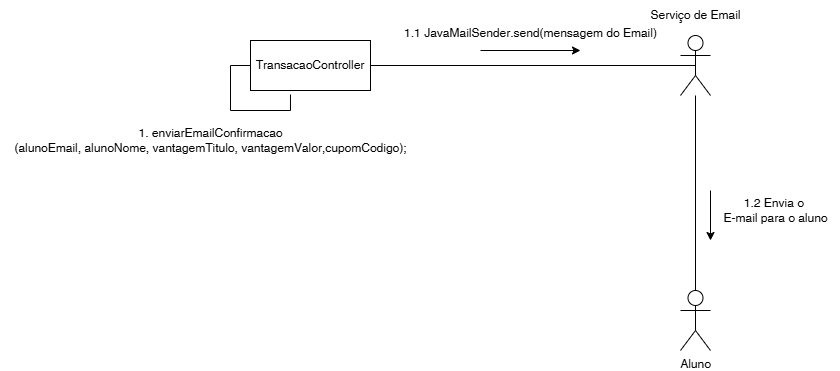 Serviço de Email
1.1 JavaMailSender.send(mensagem do Email)
TransacaoController
1. enviarEmailConfirmacao
(alunoEmail, alunoNome, vantagemTitulo, vantagemValor,cupomCodigo);
1.2 Envia o
E-mail para o aluno
Aluno